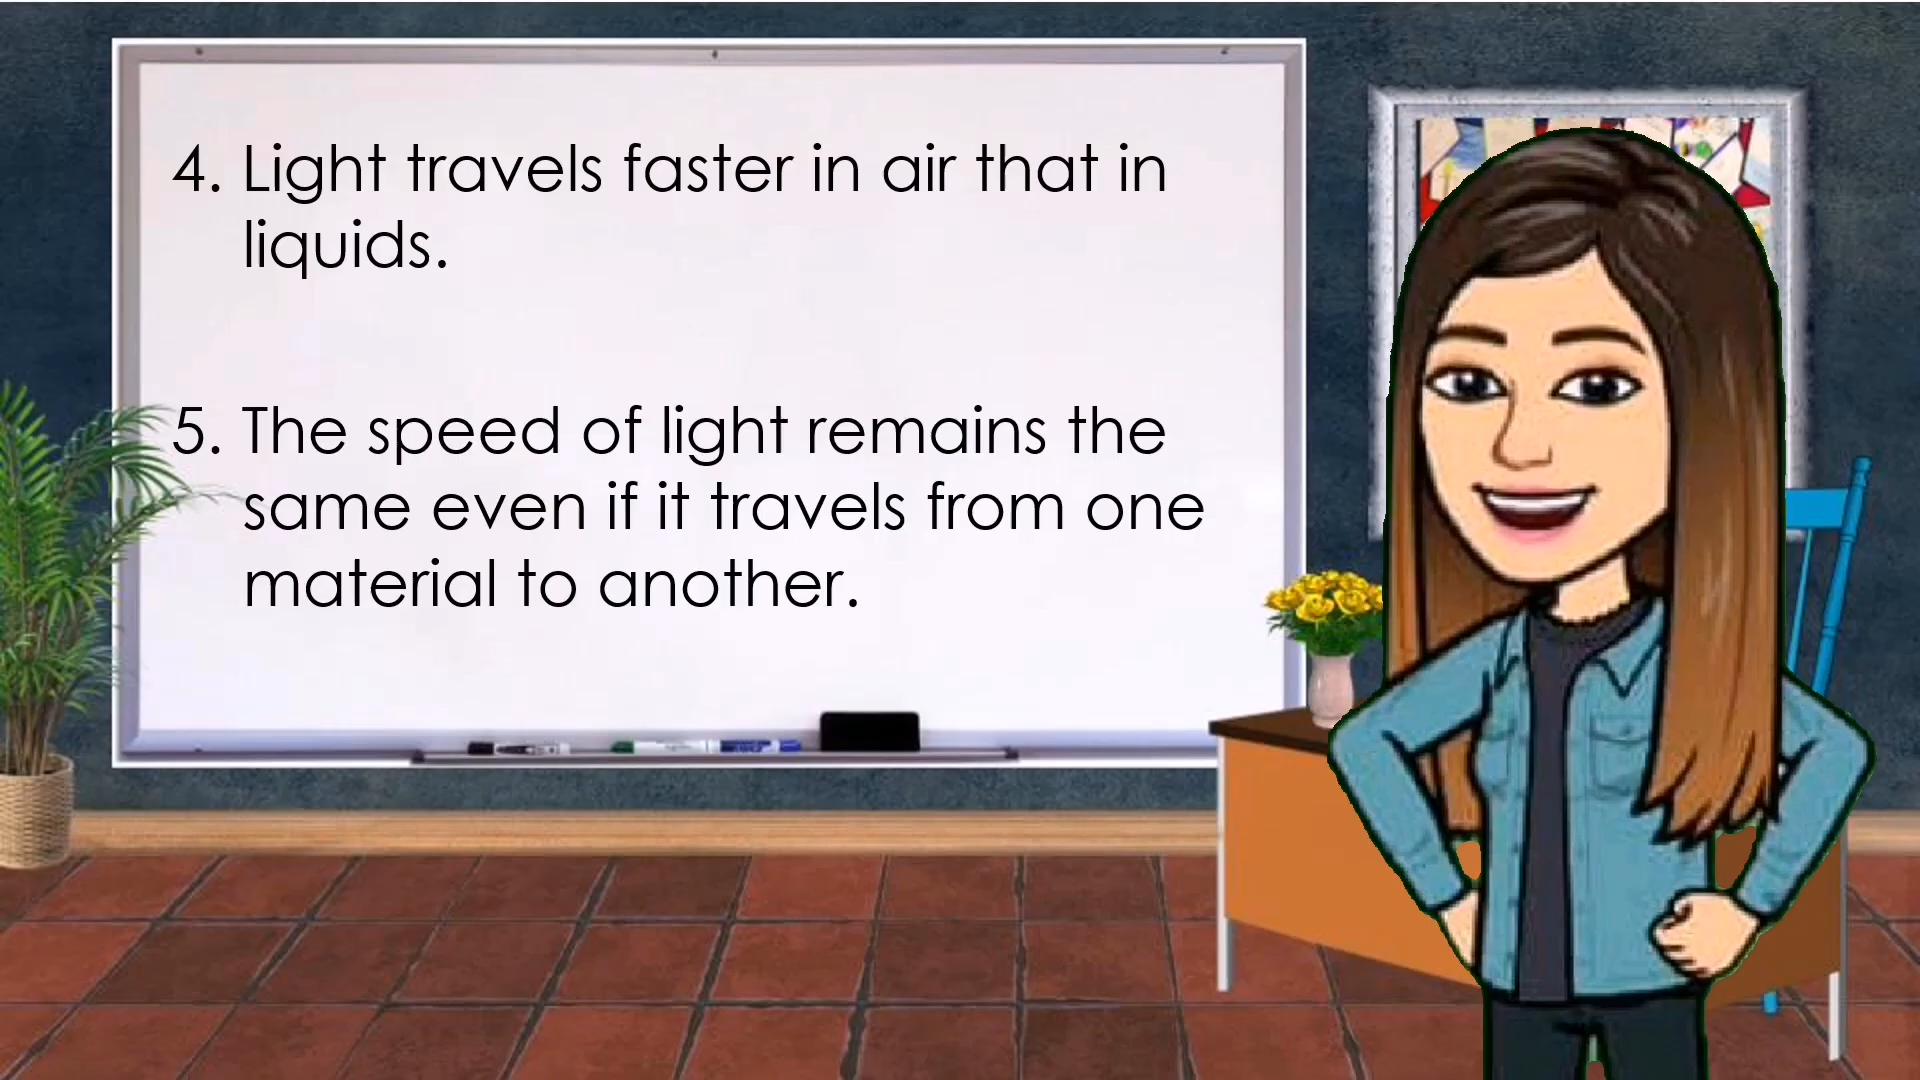 4. Light travels faster in air that in
liquids.
5. The speed of light remains the
same even if it travels from one
material to another.